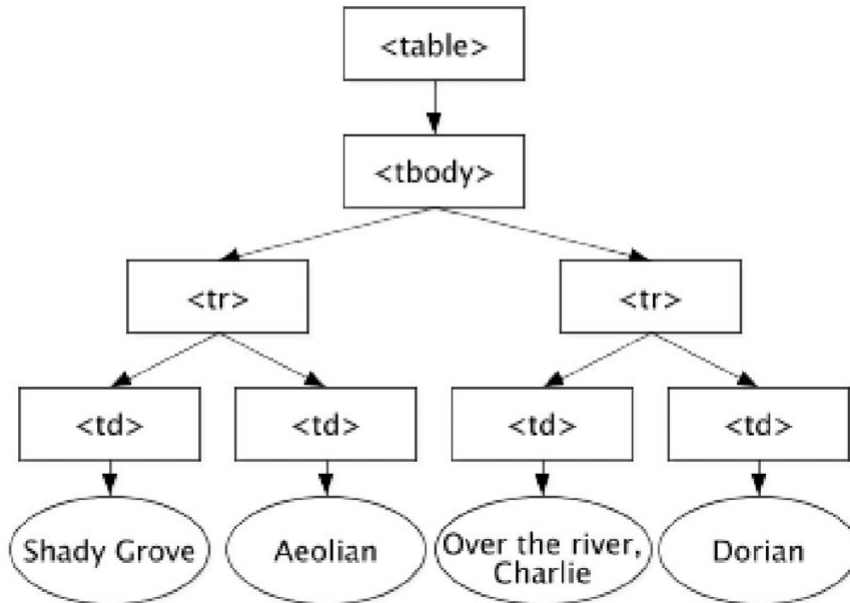 <table>
<tbody>
<tr>
<tr>
<td>
<td>
<td>
<td>
Shady Grove
Aeolian
Over the river,
Charlie
Dorian